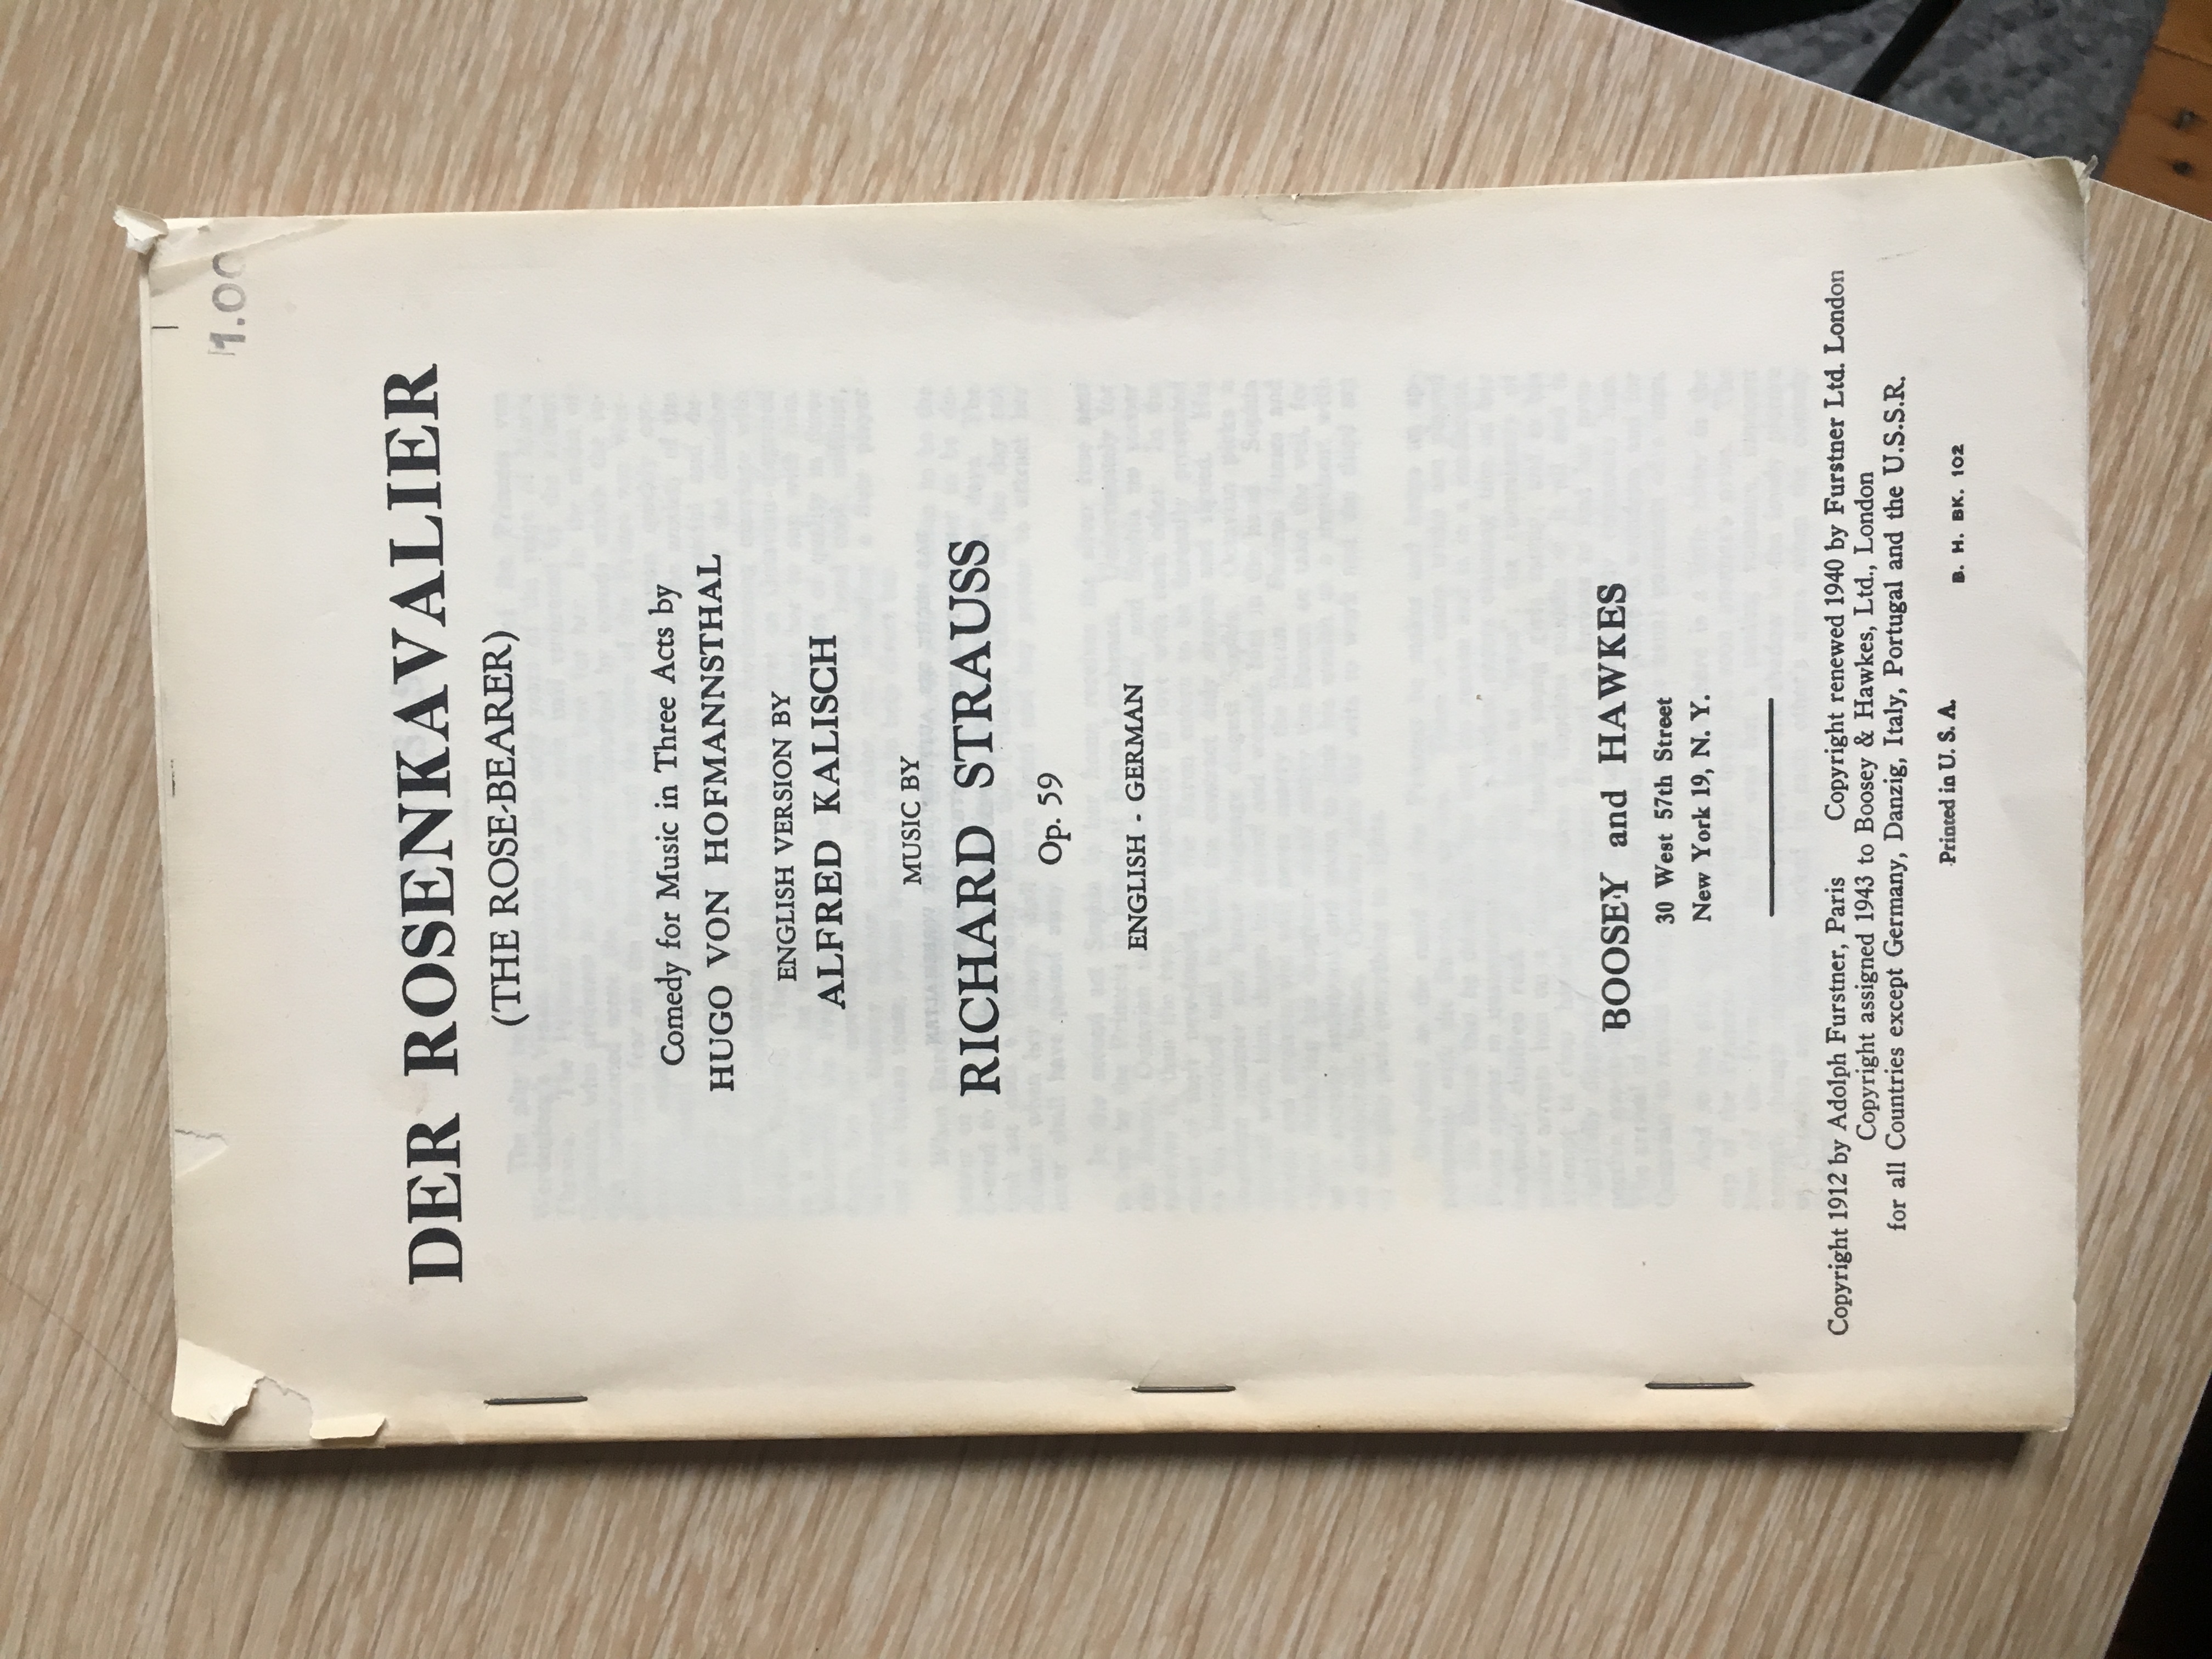 1.00
DER ROSENKAVALIER
(THE ROSE-BEARER)
Comedy for Music in Three Acts by
HUGO VON HOFMANNSTHAL
ENGLISH VERSION BY
ALFRED KALISCH
MUSIC BY
RICHARD STRAUSS
Op. 59
ENGLISH - GERMAN
BOOSEY and HAWKES
30 West 57th Street
New York 19, N. Y.
Copyright 1912 by Adolph Furstner, Paris Copyright renewed 1940 by Furstner Ltd. London
Copyright assigned 1943 to Boosey & Hawkes, Ltd., London
for all Countries except Germany, Danzig, Italy, Portugal and the U.S.S.R.
Printed in U. S. A.
B. H. BK. 102